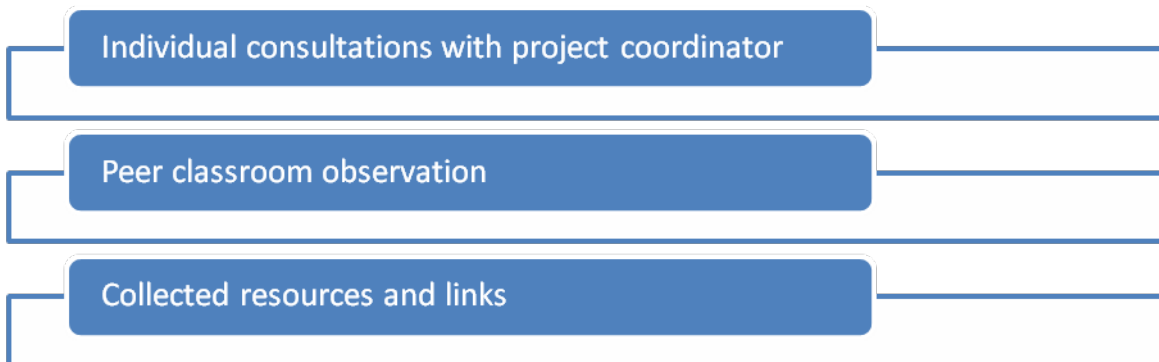 Individual consultations with project coordinator
Peer classroom observation
Collected resources and links